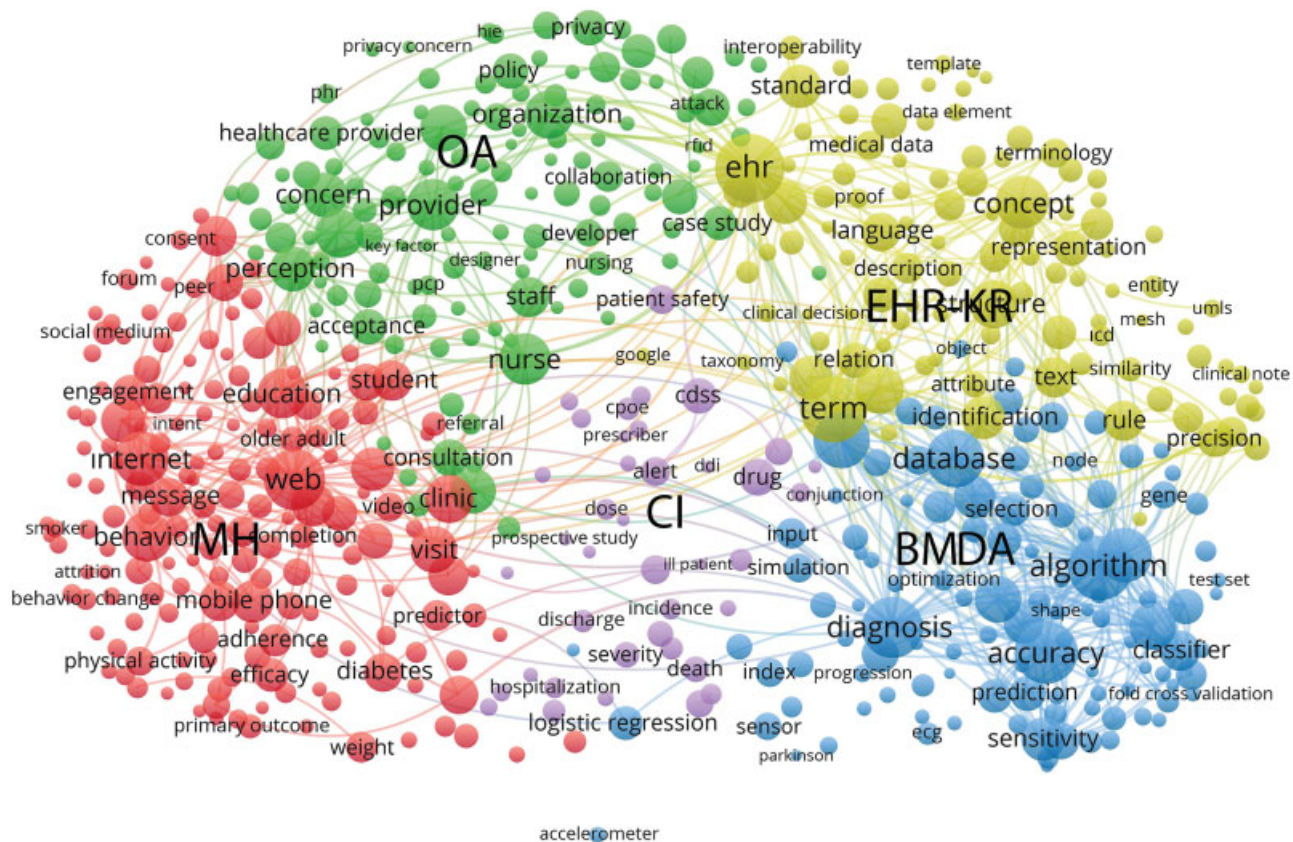 hie
privacy
privacy concern
interoperability
template
policy
standard
phr
attack
data element
organization
healthcare provider
rfid
medical data
terminology
OA
ehr
collaboration
concern
proof
concept
provider
case study
language
consent
key factor
developer
representation
designer
forum
peer
perception
nursing
description
pcp
entity
staff
patient safety
EHR-KR
structure
social medium
acceptance
clinical decision
mesh
umls
icd
nurse
google
taxonomy
relation
object
similarity
clinical note
engagement
education
student
cdss
attribute
text
intent
cpoe
term
identification
rule
older adult
referral
prescriber
precision
internet
consultation
database
node
web
alert
ddi
drug
message
video
clinic
conjunction
selection
gene
dose
CI
smoker
behavior
MH
completion
prospective study
input
BMDA
visit
ill patient
simulation
algorithm
attrition
optimization
test set
behavior change
mobile phone
incidence
shape
predictor
discharge
diagnosis
adherence
severity
accuracy
classifier
physical activity
efficacy
diabetes
death
index
progression
hospitalization
prediction
fold cross validation
primary outcome
logistic regression
sensor
ecg
sensitivity
weight
parkinson
accelerometer